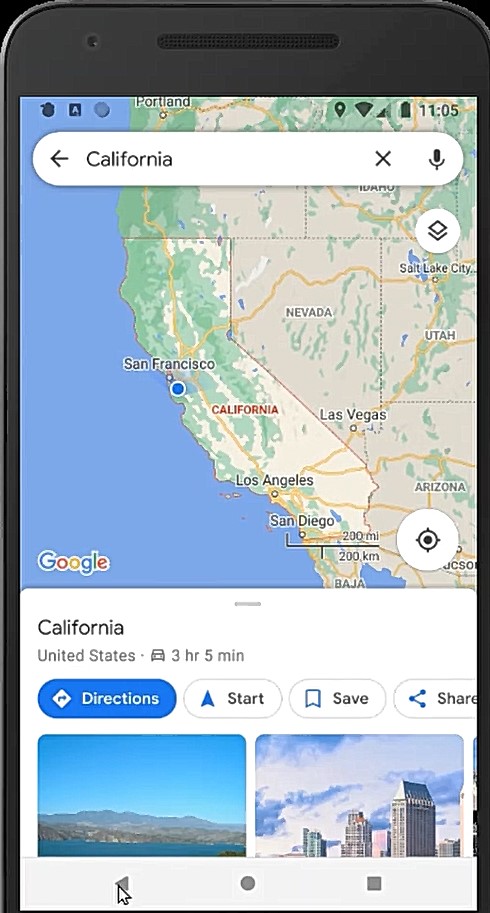 Portland
11:05
California
IDAHO
Salt Lake City
NEVADA
UTAH
San Francisco
CALIFORNIA
Las Vegas
Los Angeles
ARIZONA
San Diego
200 mi
200 km
Google
BAJA
California
United States · 3 hr 5 min
Directions Start Save Share